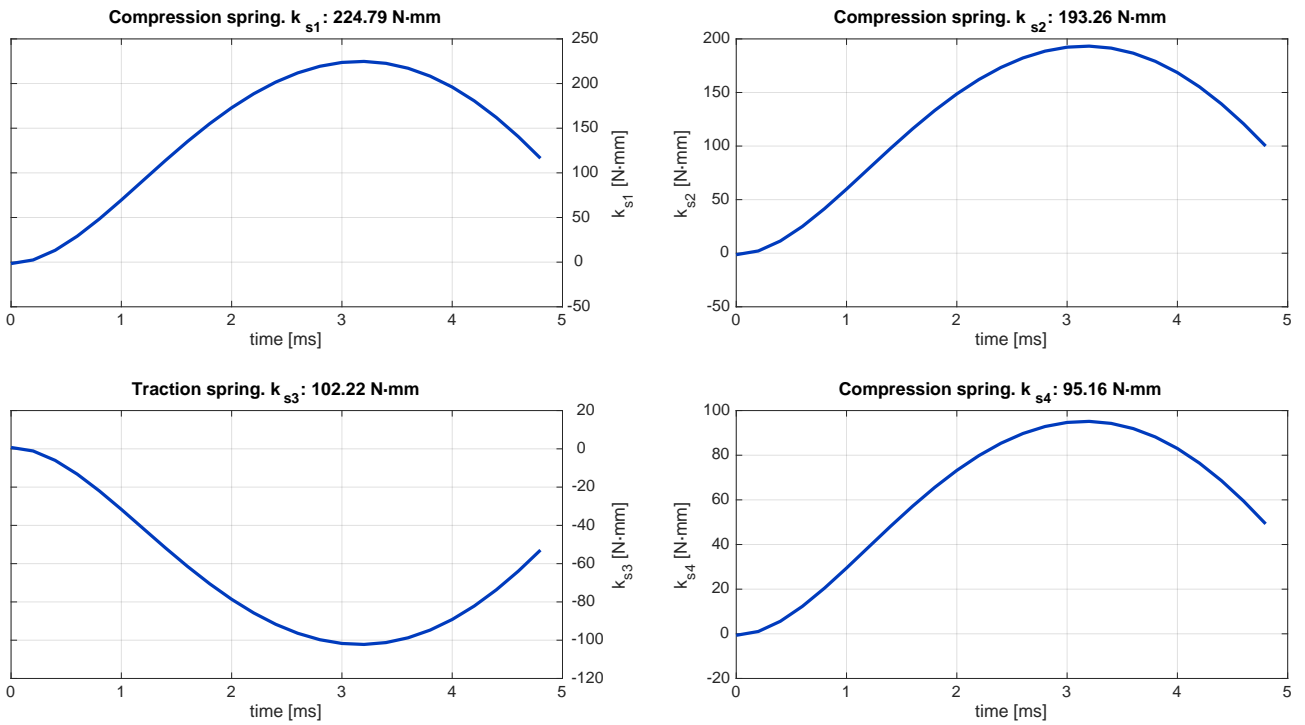 Compression spring. k s1: 224.79 N·mm
250
200
150
100
50
0
-50
k s1 [N·mm]
0 1 2 3 4 5
time [ms]
Compression spring. k s2: 193.26 N·mm
200
150
100
50
0
-50
k s2 [N·mm]
0 1 2 3 4 5
time [ms]
Traction spring. k s3: 102.22 N·mm
20
0
-20
-40
-60
-80
-100
-120
k s3 [N·mm]
0 1 2 3 4 5
time [ms]
Compression spring. k s4: 95.16 N·mm
100
80
60
40
20
0
-20
k s4 [N·mm]
0 1 2 3 4 5
time [ms]